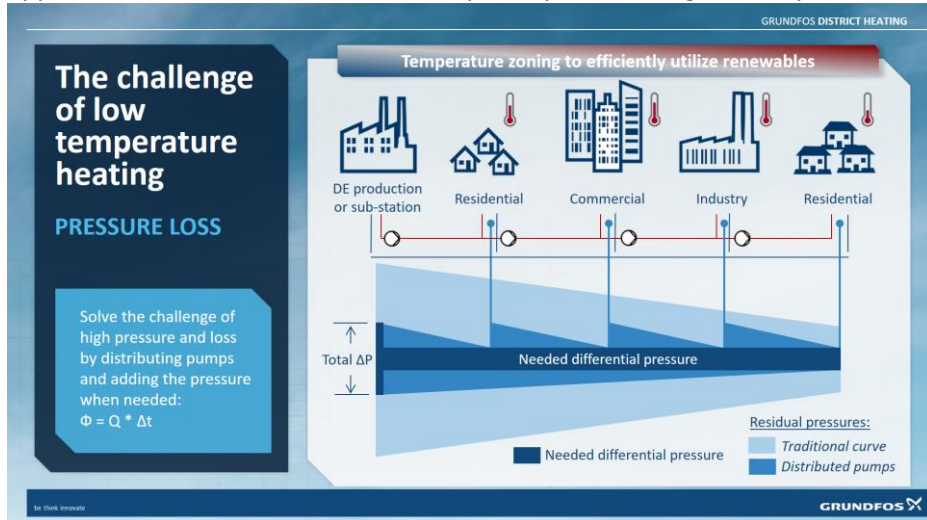 GRUNDFOS DISTRICT HEATING
The challenge
of low
temperature
heating
PRESSURE LOSS
Solve the challenge of
high pressure and loss
by distributing pumps
and adding the pressure
when needed:
Φ = Q * Δt
Temperature zoning to efficiently utilize renewables
DE production
or sub-station
Residential
Commercial
Industry
Residential
Total ΔP
Needed differential pressure
Needed differential pressure
Residual pressures:
Traditional curve
Distributed pumps
be think innovate
GRUNDFOS